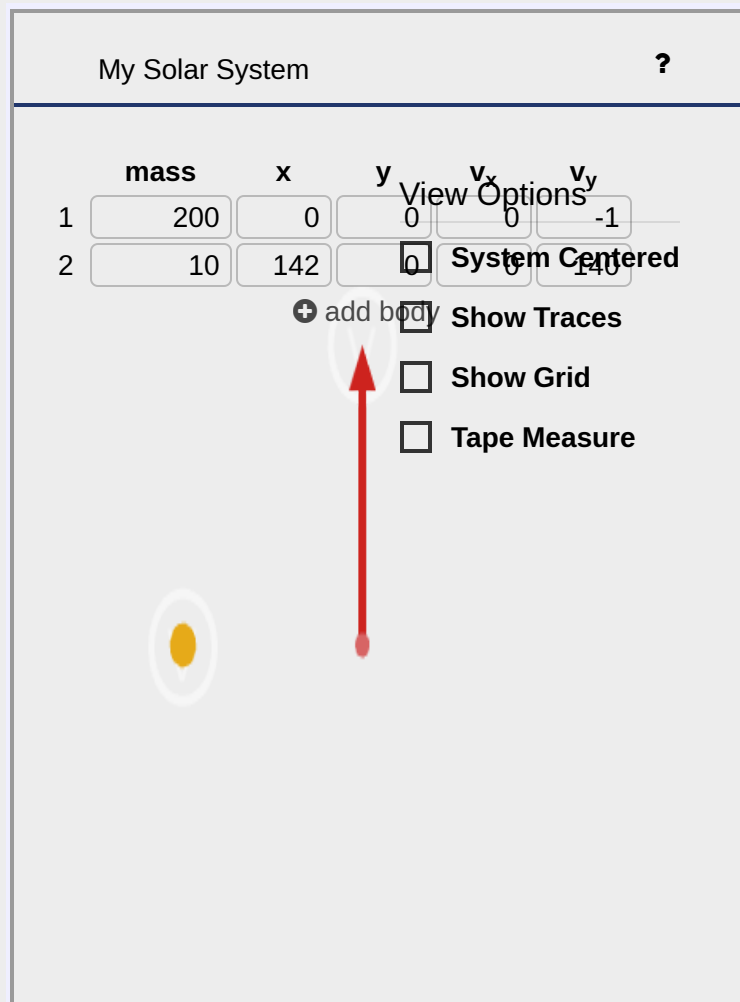 My Solar System ?
mass x y vx vy
View Options
1 200 0 0 0 -1
2 10 142 0 0 140
System Centered
add body
Show Traces
Show Grid
Tape Measure